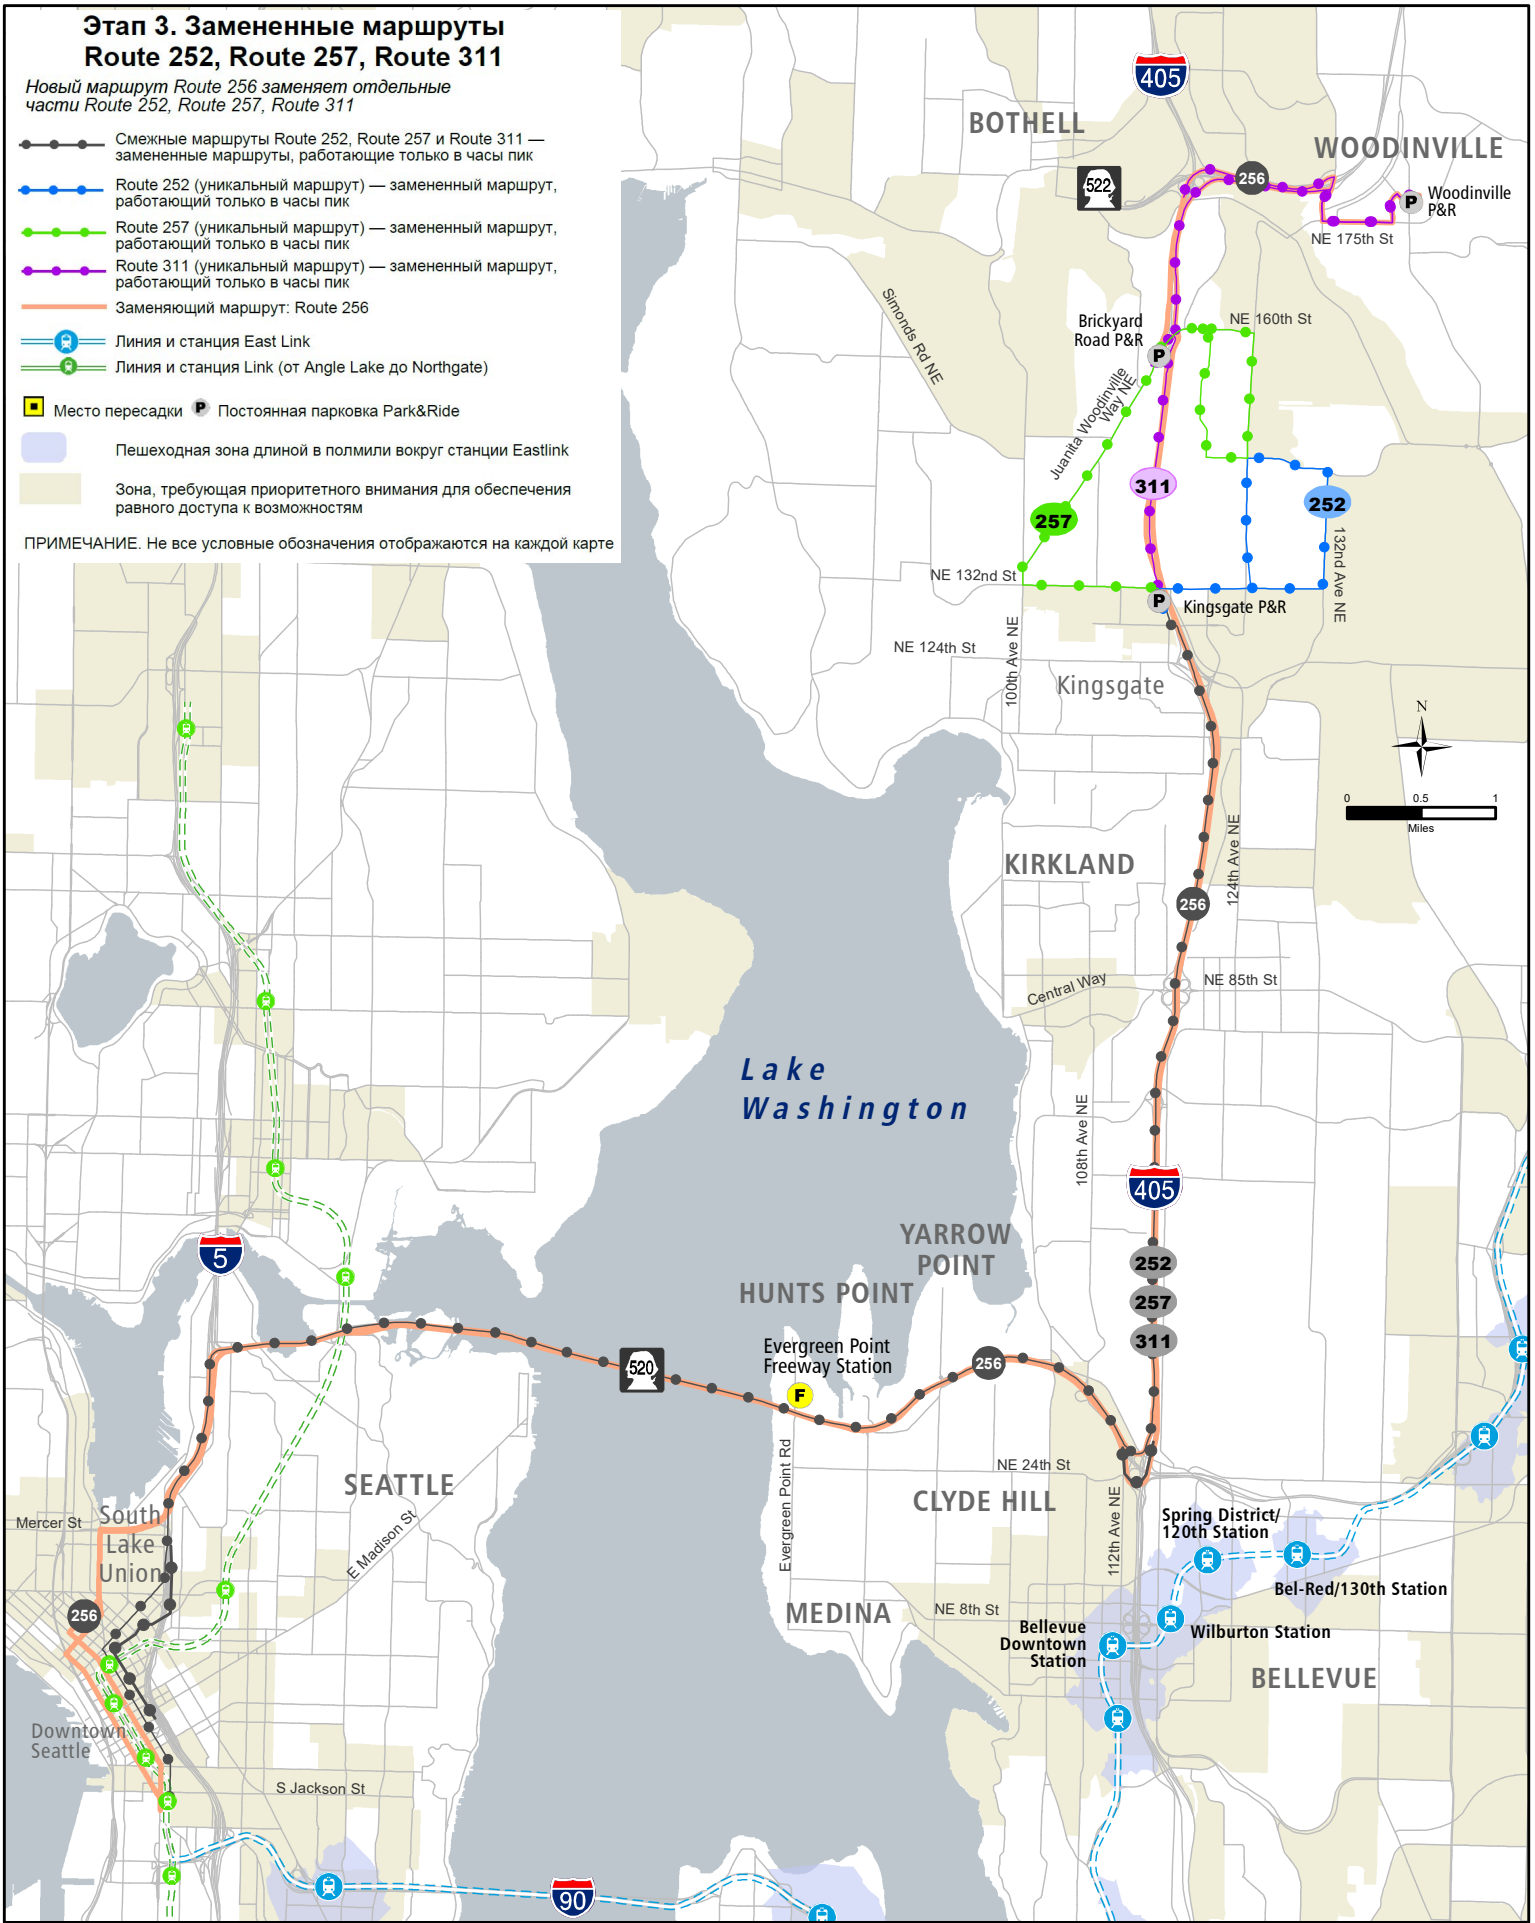 Этап 3. Замененные маршруты
Route 252, Route 257, Route 311
Новый маршрут Route 256 заменяет отдельные
части Route 252, Route 257, Route 311
Смежные маршруты Route 252, Route 257 и Route 311 —
замененные маршруты, работающие только в часы пик
Route 252 (уникальный маршрут) — замененный маршрут,
работающий только в часы пик
Route 257 (уникальный маршрут) — замененный маршрут,
работающий только в часы пик
Route 311 (уникальный маршрут) — замененный маршрут,
работающий только в часы пик
Заменяющий маршрут: Route 256
Линия и станция East Link
Линия и станция Link (от Angle Lake до Northgate)
Место пересадки
P Постоянная парковка Park&Ride
Пешеходная зона длиной в полмили вокруг станции Eastlink
Зона, требующая приоритетного внимания для обеспечения
равного доступа к возможностям
ПРИМЕЧАНИЕ. Не все условные обозначения отображаются на каждой карте
405
BOTHELL
WOODINVILLE
522
256
P
Woodinville
P&R
NE 175th St
Simonds Rd NE
Brickyard
Road P&R
P
NE 160th St
Juanita Woodinville
Way NE
311
257
252
132nd Ave NE
NE 132nd St
P
Kingsgate P&R
100th Ave NE
NE 124th St
Kingsgate
N
0 0.5 1
Miles
KIRKLAND
124th Ave NE
256
Central Way
NE 85th St
Lake
Washington
108th Ave NE
405
5
YARROW
POINT
HUNTS POINT
252
257
311
Evergreen Point
Freeway Station
F
520
256
Evergreen Point Rd
NE 24th St
SEATTLE
CLYDE HILL
112th Ave NE
Mercer St
South
Lake
Union
E Madison St
Spring District/
120th Station
Bel-Red/130th Station
256
MEDINA
NE 8th St
Bellevue
Downtown
Station
Wilburton Station
BELLEVUE
Downtown
Seattle
S Jackson St
90